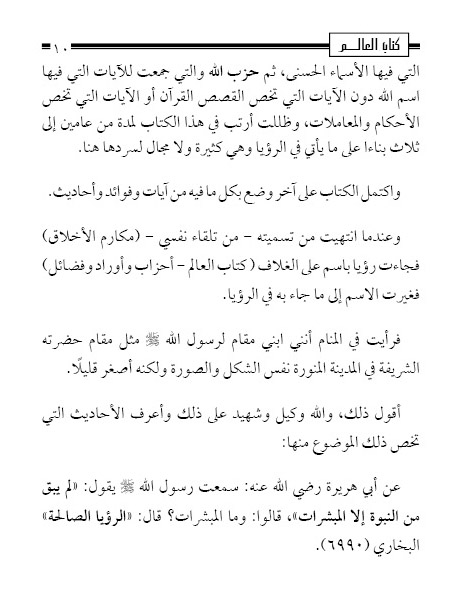 كتاب العالم
١٠
التي فيها الأسماء الحسنى، ثم حزب الله والتي جمعت للآيات التي فيها
اسم الله دون الآيات التي تخص القصص القرآن أو الآيات التي تخص
الأحكام والمعاملات، وظللت أرتب في هذا الكتاب لمدة من عامين إلى
ثلاث بناءا على ما يأتي في الرؤيا وهي كثيرة ولا مجال لسردها هنا.
واكتمل الكتاب على آخر وضع بكل ما فيه من آيات وفوائد وأحاديث.
وعندما انتهيت من تسميته - من تلقاء نفسي - (مكارم الأخلاق)
فجاءت رؤيا باسم على الغلاف (كتاب العالم - أحزاب وأوراد وفضائل)
فغيرت الاسم إلى ما جاء به في الرؤيا.
فرأيت في المنام أنني ابني مقام لرسول الله ﷺ مثل مقام حضرته
الشريفة في المدينة المنورة نفس الشكل والصورة ولكنه أصغر قليلًا.
أقول ذلك، والله وكيل وشهيد على ذلك وأعرف الأحاديث التي
تخص ذلك الموضوع منها:
عن أبي هريرة رضي الله عنه: سمعت رسول الله ﷺ يقول: «لم يبق
من النبوة إلا المبشرات»، قالوا: وما المبشرات؟ قال: «الرؤيا الصالحة»
البخاري (٦٩٩٠).